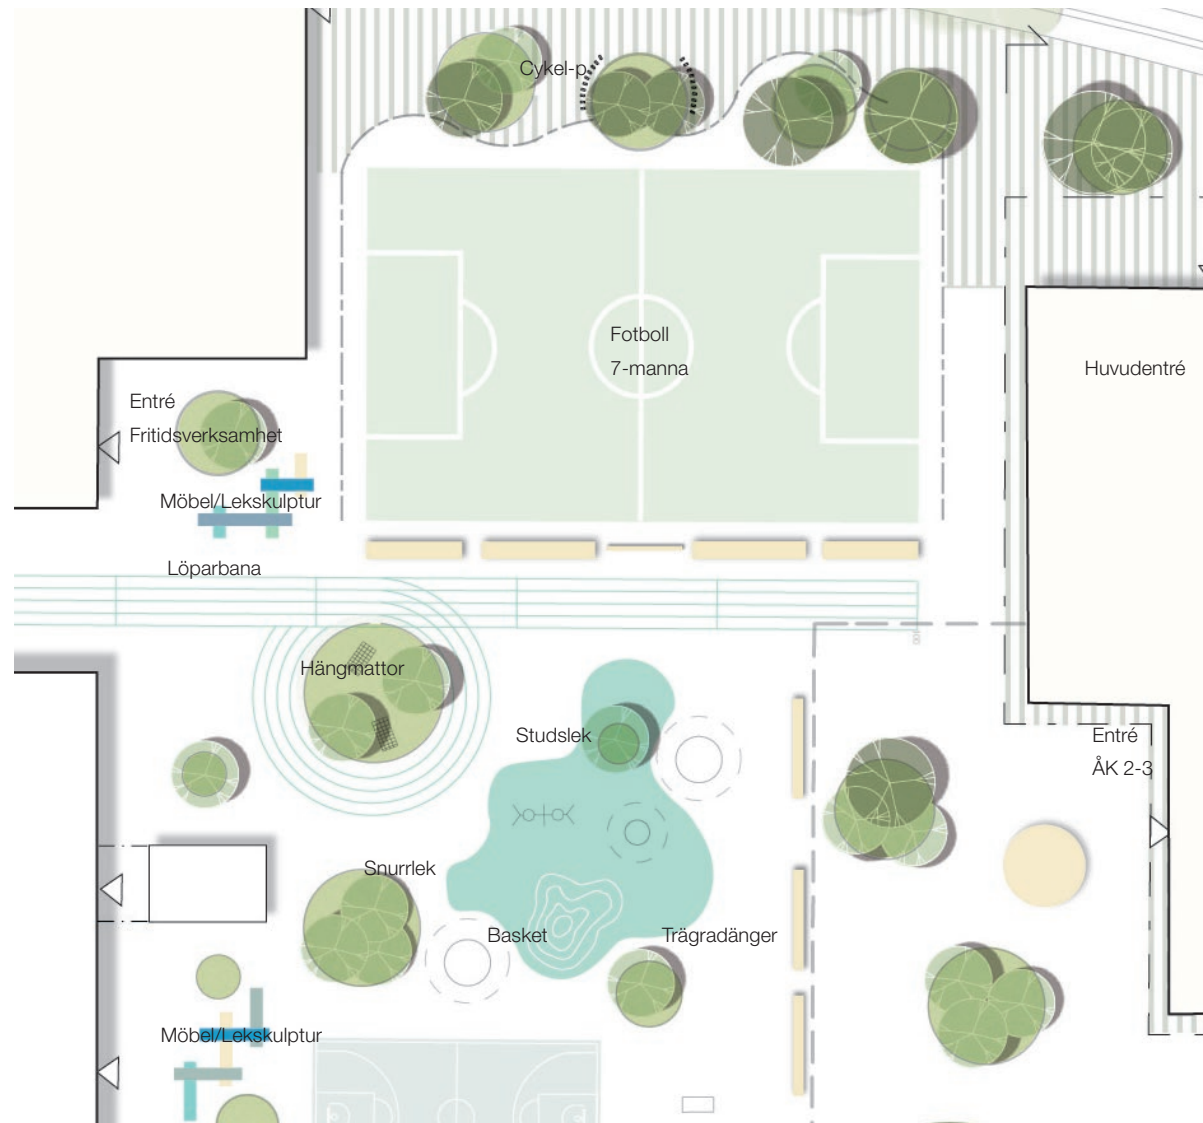 Cykel-p
Fotboll
7-manna
Huvudentré
Entré
Fritidsverksamhet
Möbel/Lekskulptur
Löparbana
Hängmattor
Studslek
Entré
ÅK 2-3
Snurrlek
Basket
Trägradänger
Möbel/Lekskulptur